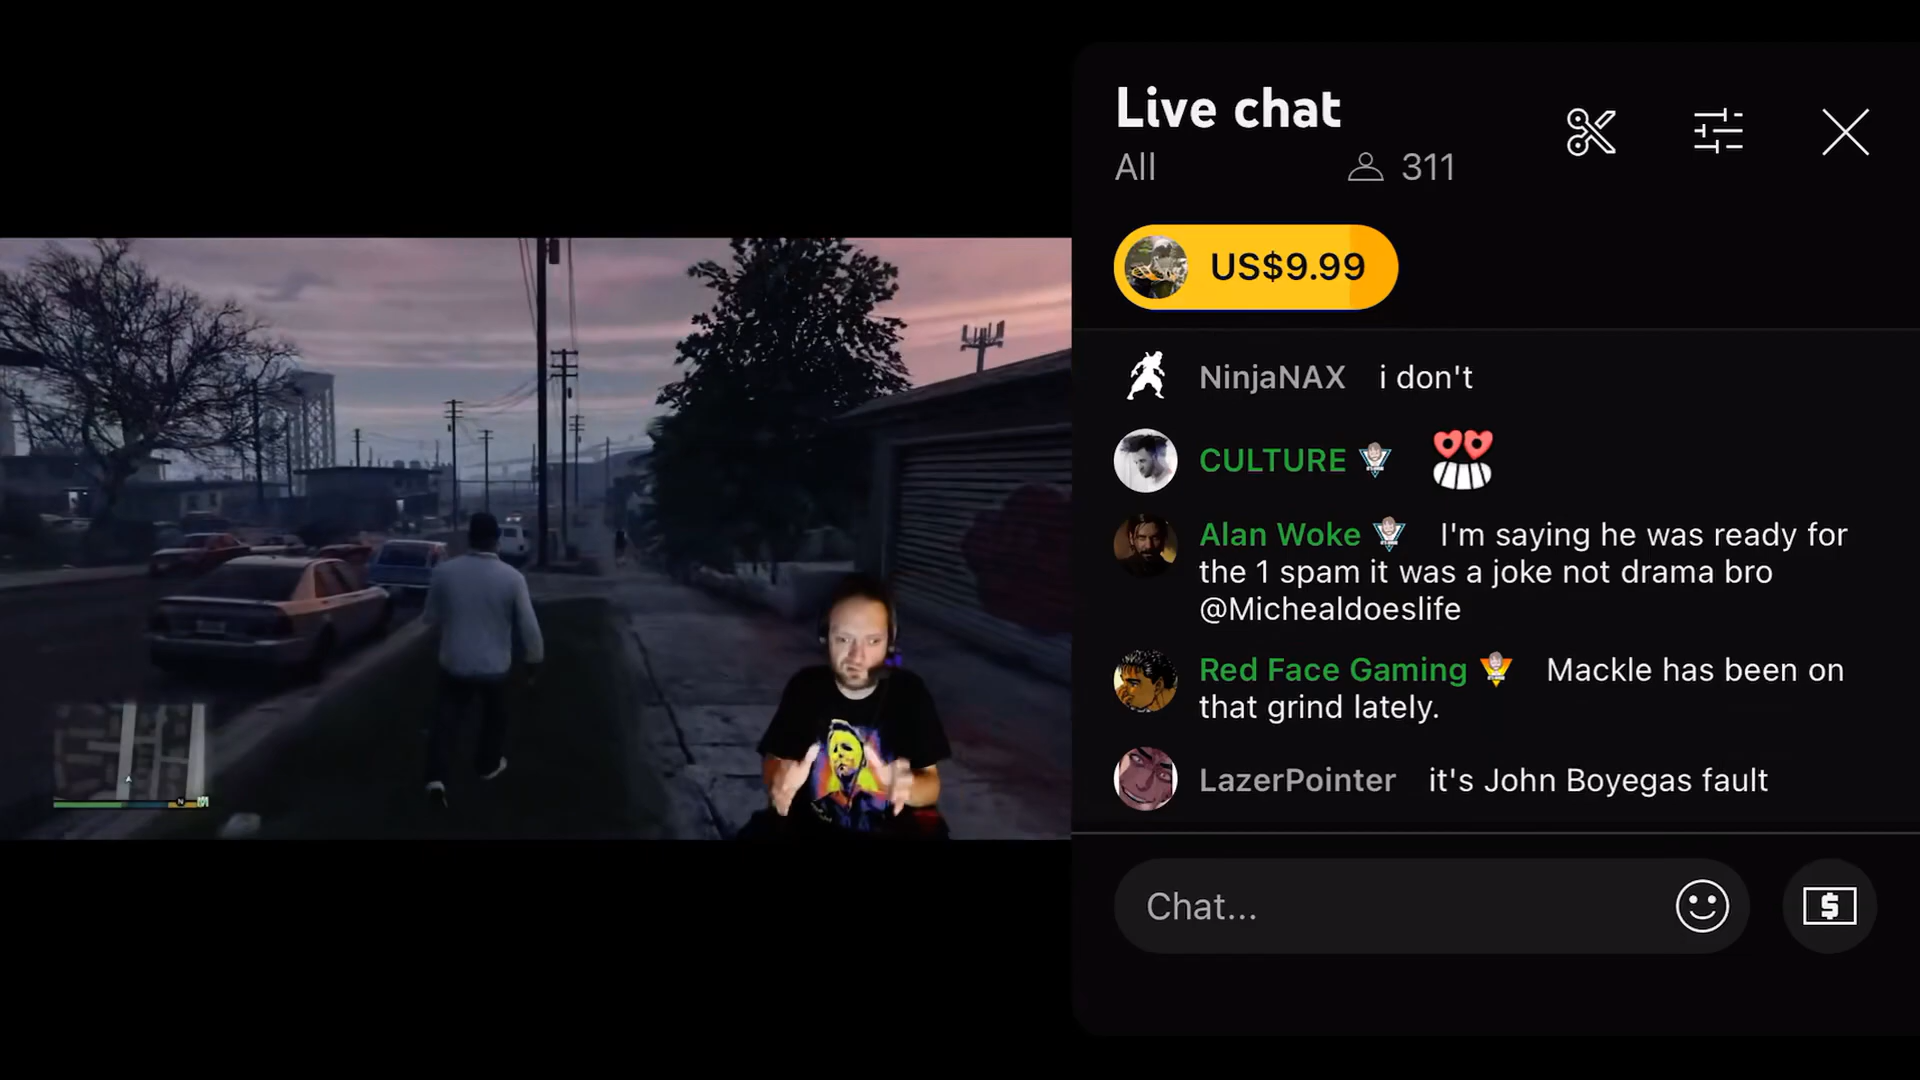 Live chat
All 311
US$9.99
NinjaNAX i don't
CULTURE
Alan Woke I'm saying he was ready for
the 1 spam it was a joke not drama bro
@Michealdoeslife
Red Face Gaming Mackle has been on
that grind lately.
LazerPointer it's John Boyegas fault
Chat...
N